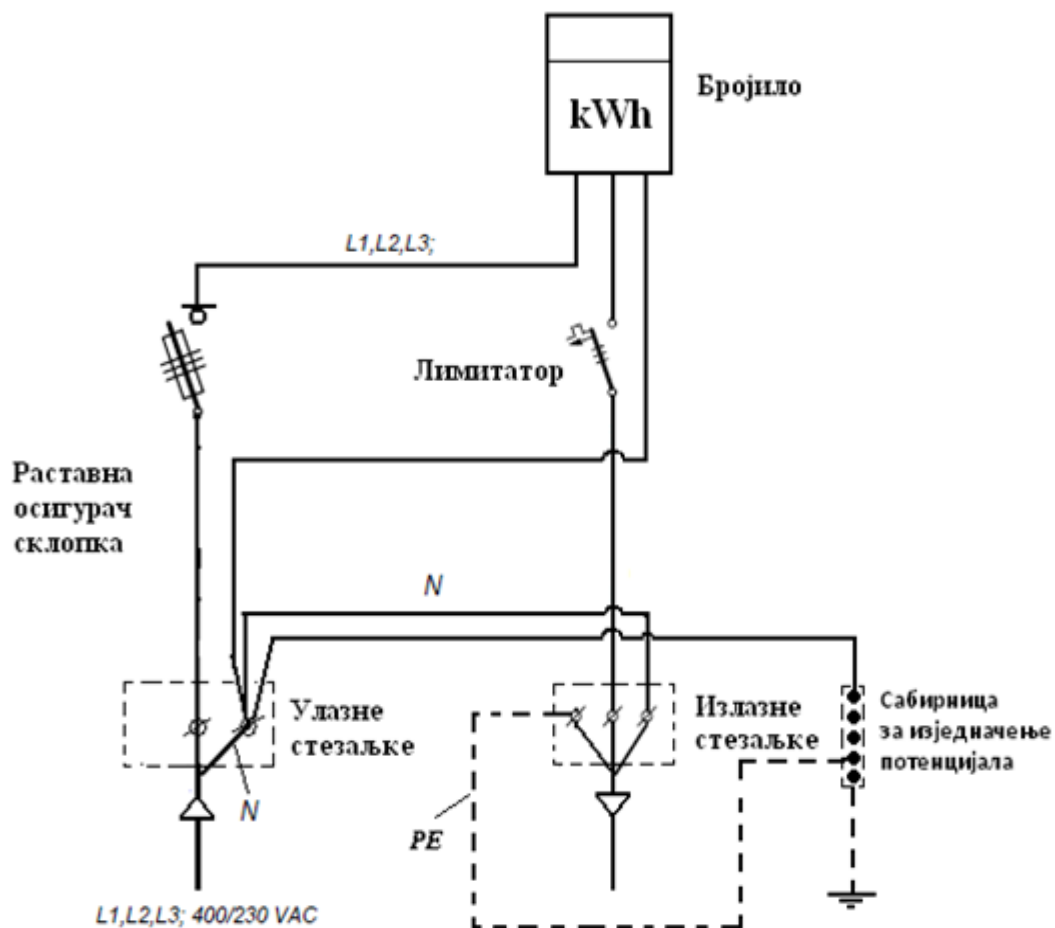 kWh
Бројило
L1,L2,L3;
Лимитатор
Раставна
осигурач
склопка
N
Улазне
стезаљке
Излазне
стезаљке
Сабирница
за изједначење
потенцијала
N
PE
L1,L2,L3; 400/230 VAC